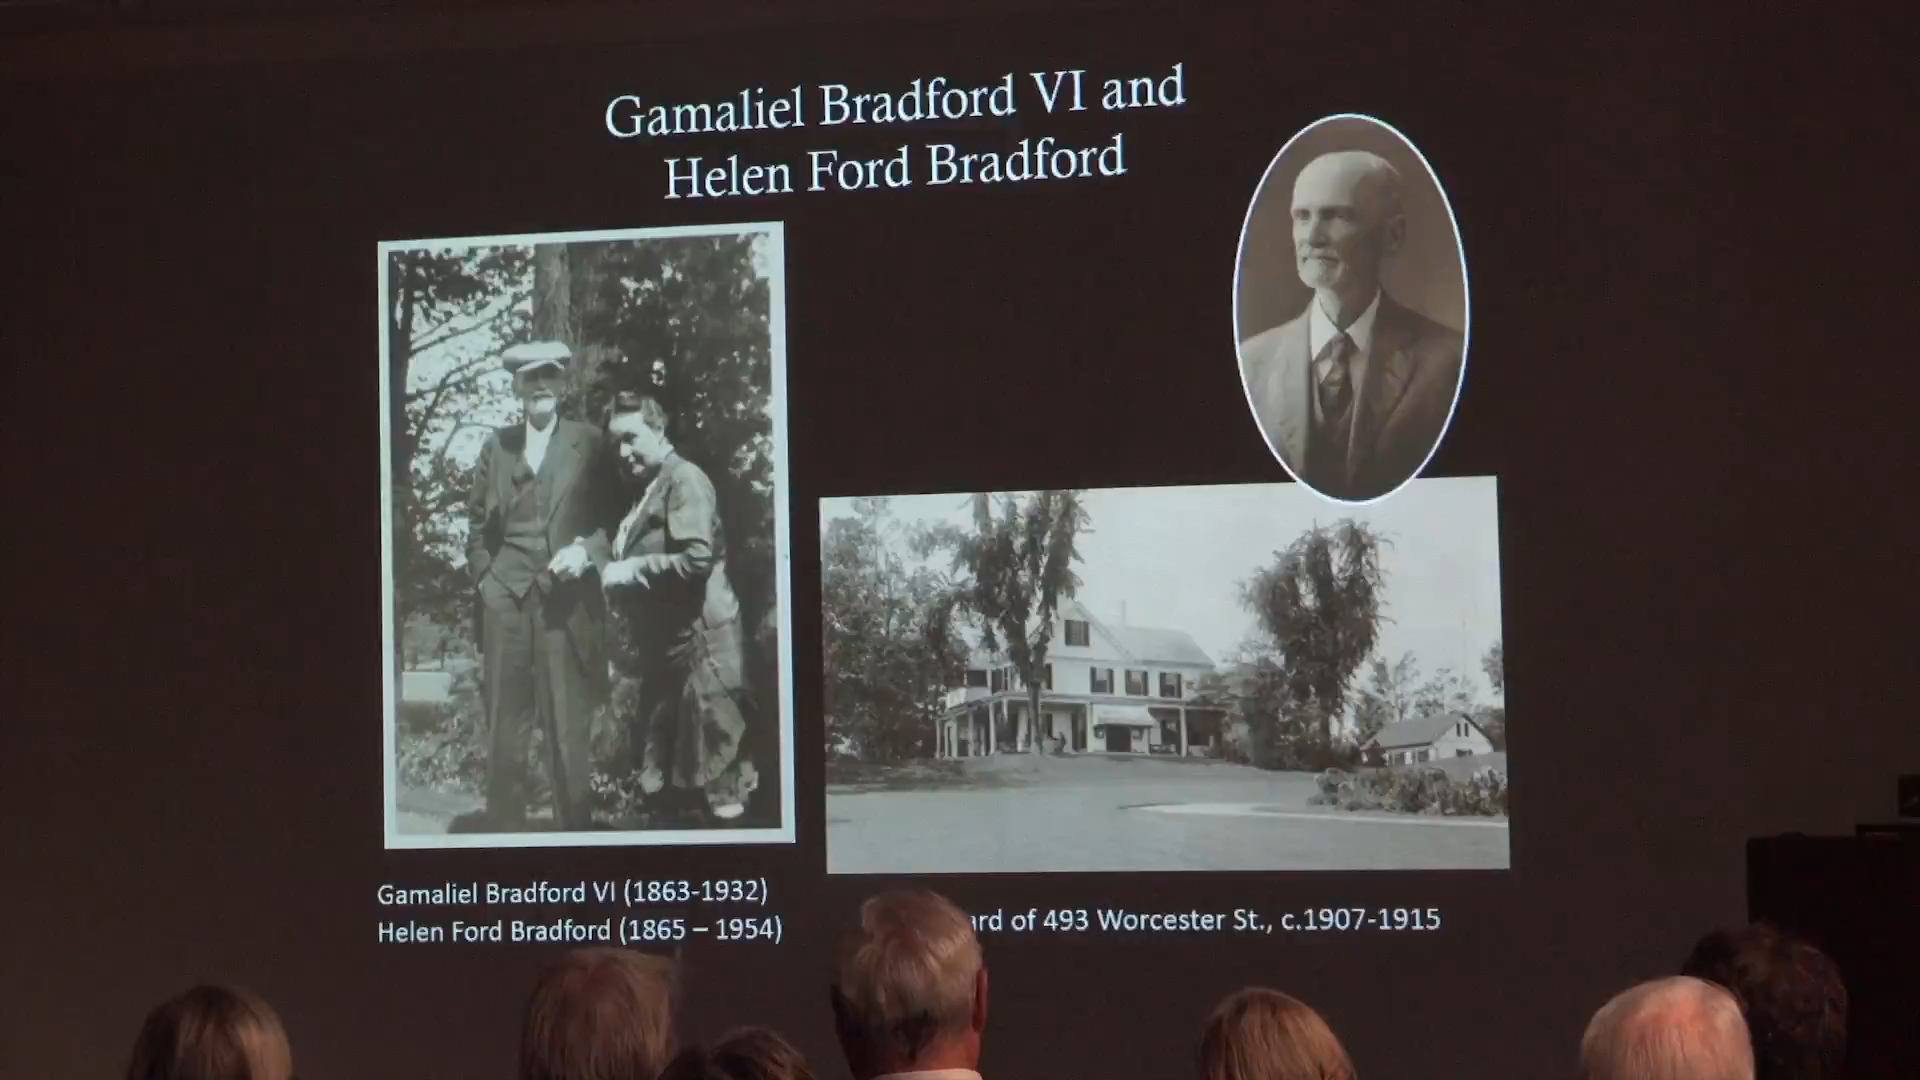 Gamaliel Bradford VI and
Helen Ford Bradford
Gamaliel Bradford VI (1863-1932)
Helen Ford Bradford (1865 – 1954)
of 493 Worcester St., c.1907-1915